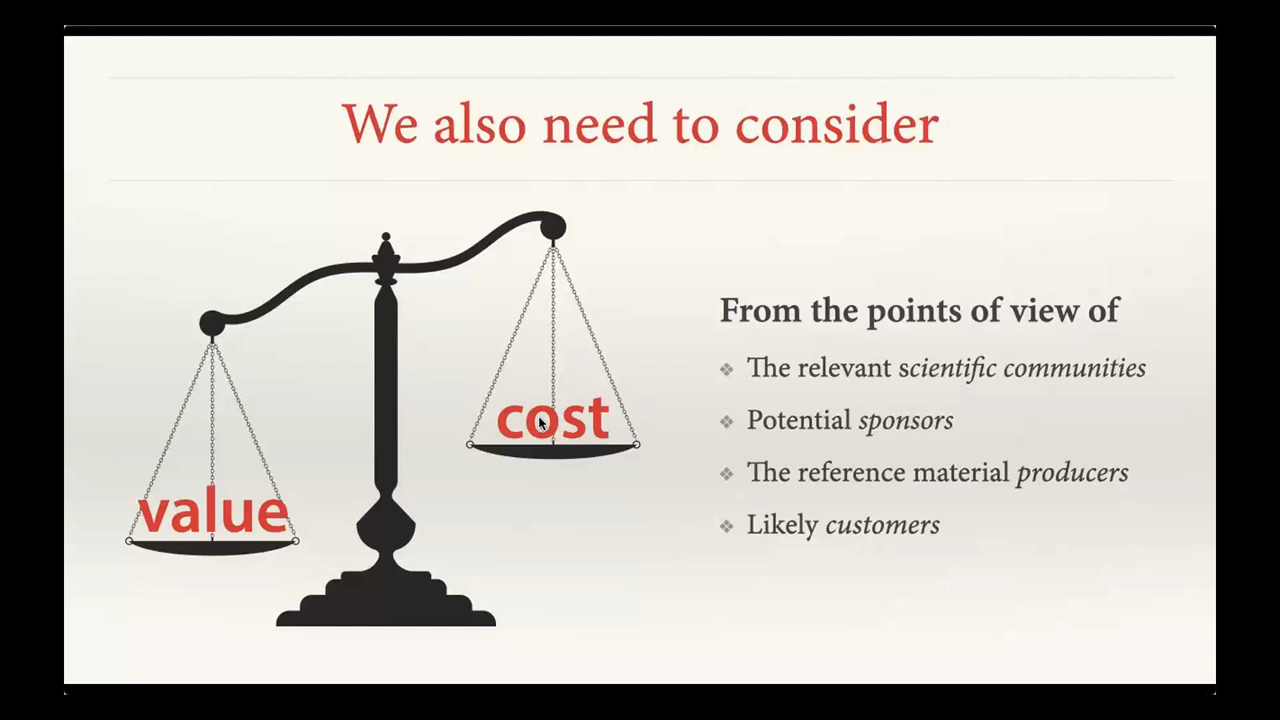 We also need to consider
cost
value
From the points of view of
The relevant scientific communities
Potential sponsors
The reference material producers
Likely customers